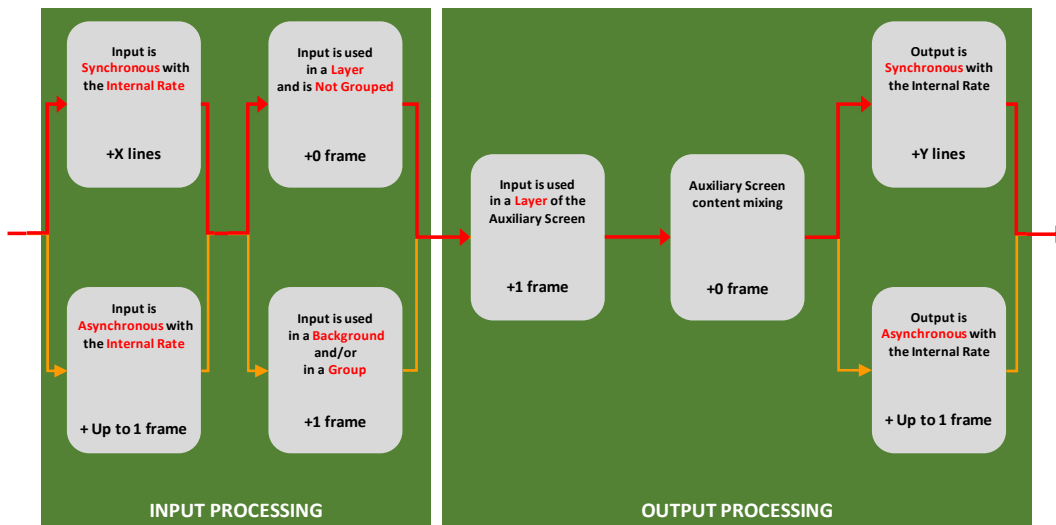 Input is
Synchronous with
the Internal Rate
+X lines
Input is
Asynchronous with
the Internal Rate
+ Up to 1 frame
Input is used
in a Layer
and is Not Grouped
+0 frame
Input is used
in a Background
and/or
in a Group
+1 frame
INPUT PROCESSING
Input is used
in a Layer of the
Auxiliary Screen
+1 frame
Auxiliary Screen
content mixing
+0 frame
Output is
Synchronous with
the Internal Rate
+Y lines
Output is
Asynchronous with
the Internal Rate
+ Up to 1 frame
OUTPUT PROCESSING